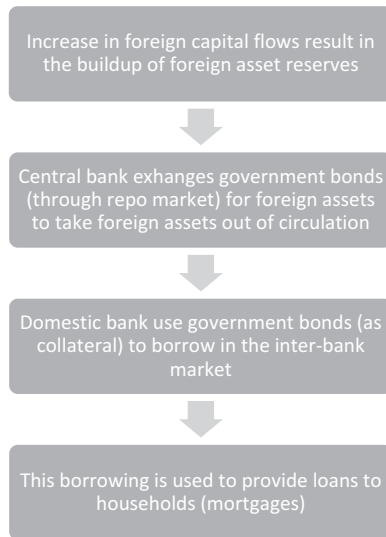 Increase in foreign capital flows result in
the buildup of foreign asset reserves
Central bank exhanges government bonds
(through repo market) for foreign assets
to take foreign assets out of circulation
Domestic bank use government bonds (as
collateral) to borrow in the inter-bank
market
This borrowing is used to provide loans to
households (mortgages)